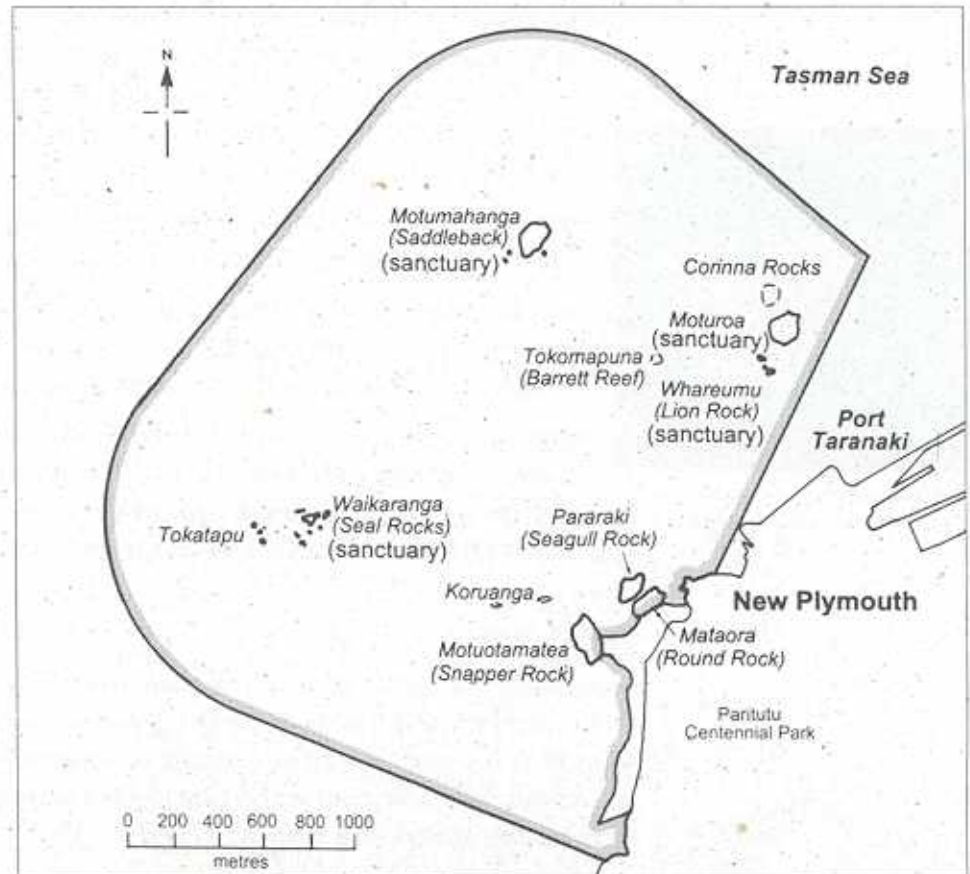 N
Tasman Sea
Motumahanga
(Saddleback)
(sanctuary)
Corinna Rocks
Moturoa
(sanctuary)
Tokomapuna
(Barrett Reef)
Whareumu
(Lion Rock)
(sanctuary)
Port
Taranaki
Waikaranga
(Seal Rocks)
(sanctuary)
Tokatapu
Pararaki
(Seagull Rock)
Koruanga
New Plymouth
Motuotamatea
(Snapper Rock)
Mataora
(Round Rock)
Paritutu
Centennial Park
0 200 400 600 800 1000
metres